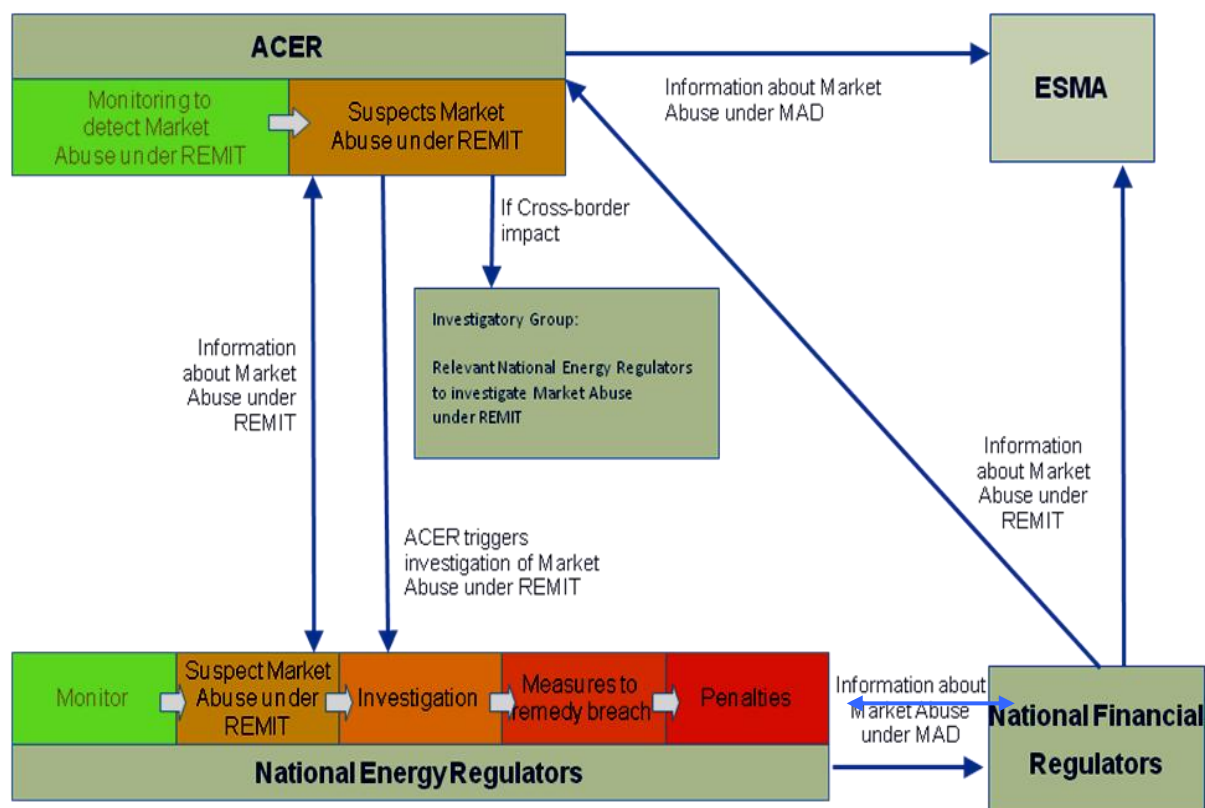 ACER
Monitoring to
detect Market
Abuse under REMIT
Suspects Market
Abuse under REMIT
Information about Market
Abuse under MAD
ESMA
If Cross-border
impact
Investigatory Group:
Relevant National Energy Regulators
to investigate Market Abuse
under REMIT
Information
about Market
Abuse under
REMIT
ACER triggers
investigation of Market
Abuse under REMIT
Information
about Market
Abuse under
REMIT
Monitor
Suspect Market
Abuse under
REMIT
Investigation
Measures to
remedy breach
Penalties
National Energy Regulators
Information about
Market Abuse
under MAD
National Financial
Regulators